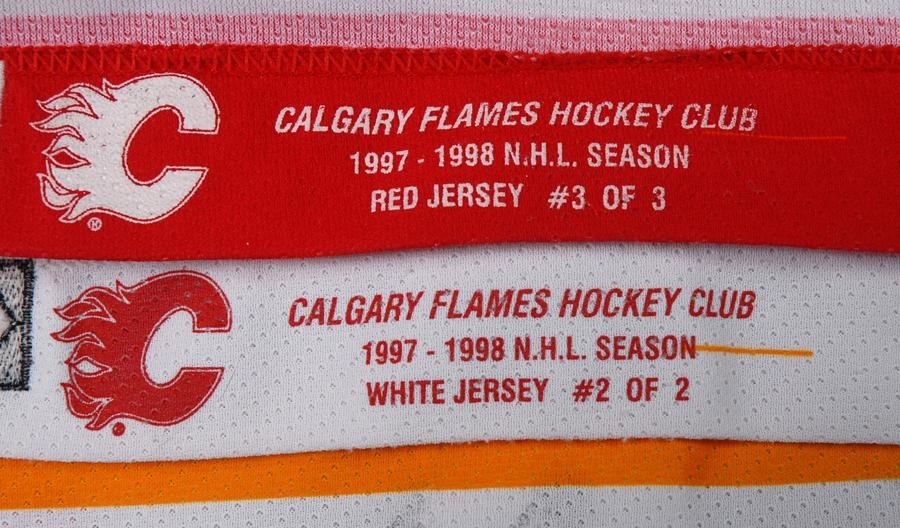 CALGARY FLAMES HOCKEY CLUB
1997 - 1998 N.H.L. SEASON
RED JERSEY #3 OF 3
CALGARY FLAMES HOCKEY CLUB
1997 - 1998 N.H.L. SEASON
WHITE JERSEY #2 OF 2